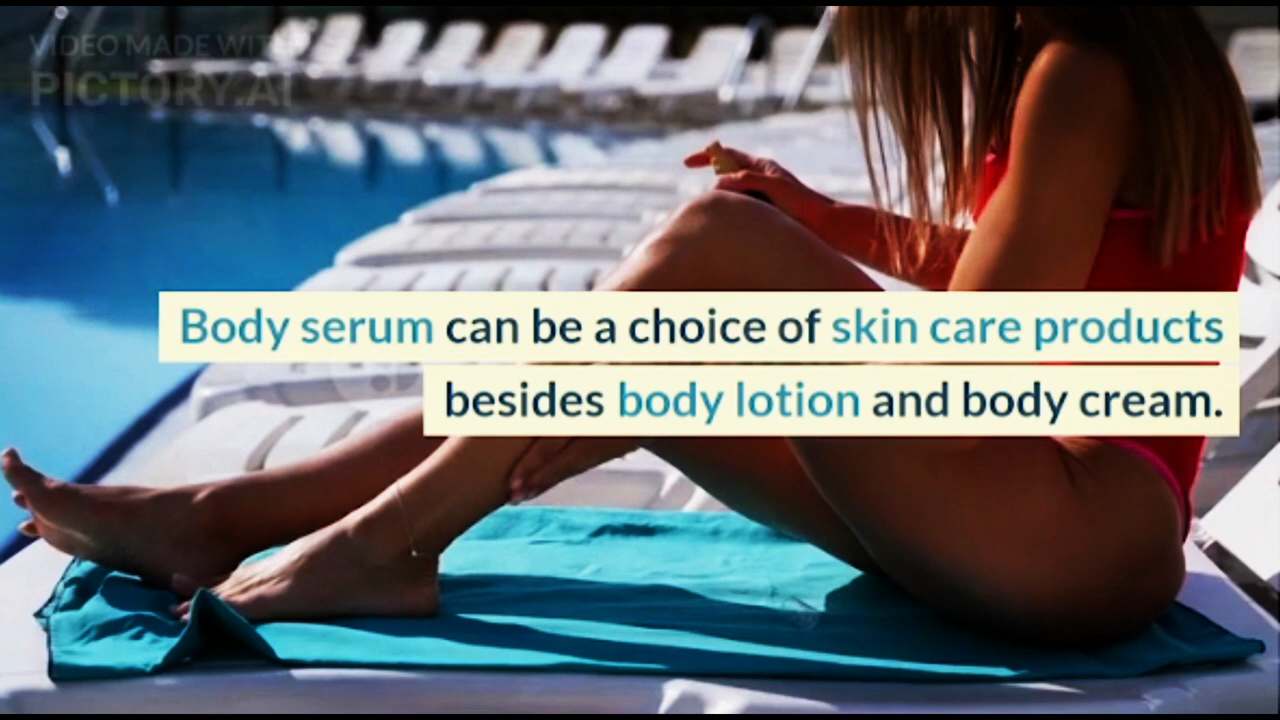 VIDEO MADE WITH
PICTORY.AI
Body serum can be a choice of skin care products
besides body lotion and body cream.